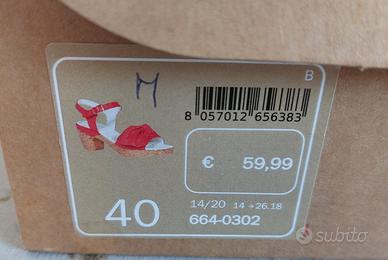 M
B
8 057012 656383
€ 59,99
40
14/20 14→26.18
664-0302
subito